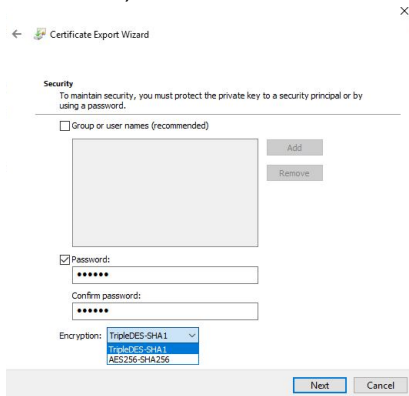 Certificate Export Wizard
Security
To maintain security, you must protect the private key to a security principal or by
using a password.
Group or user names (recommended)
Add
Remove
Password:
••••••
Confirm password:
••••••
Encryption: TripleDES-SHA1
TripleDES-SHA1
AES256-SHA256
Next Cancel